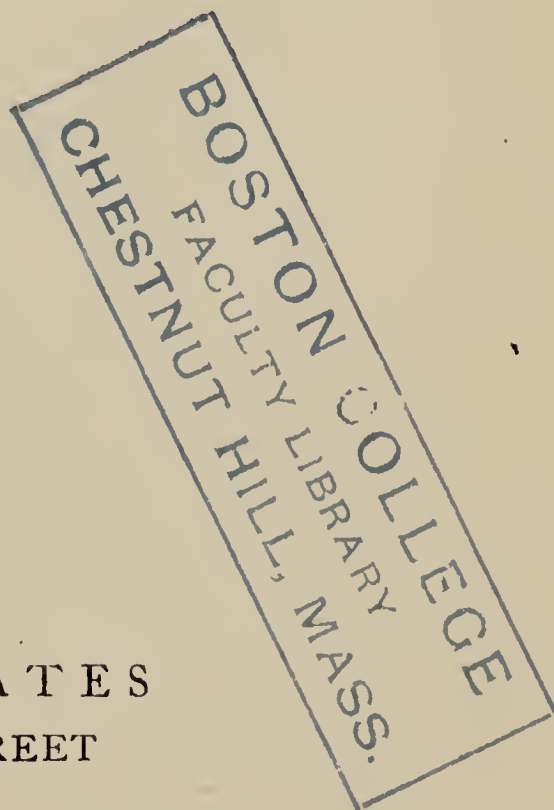 BOSTON COLLEGE
FACULTY LIBRARY
CHESTNUT HILL, MASS.
ATES
REET